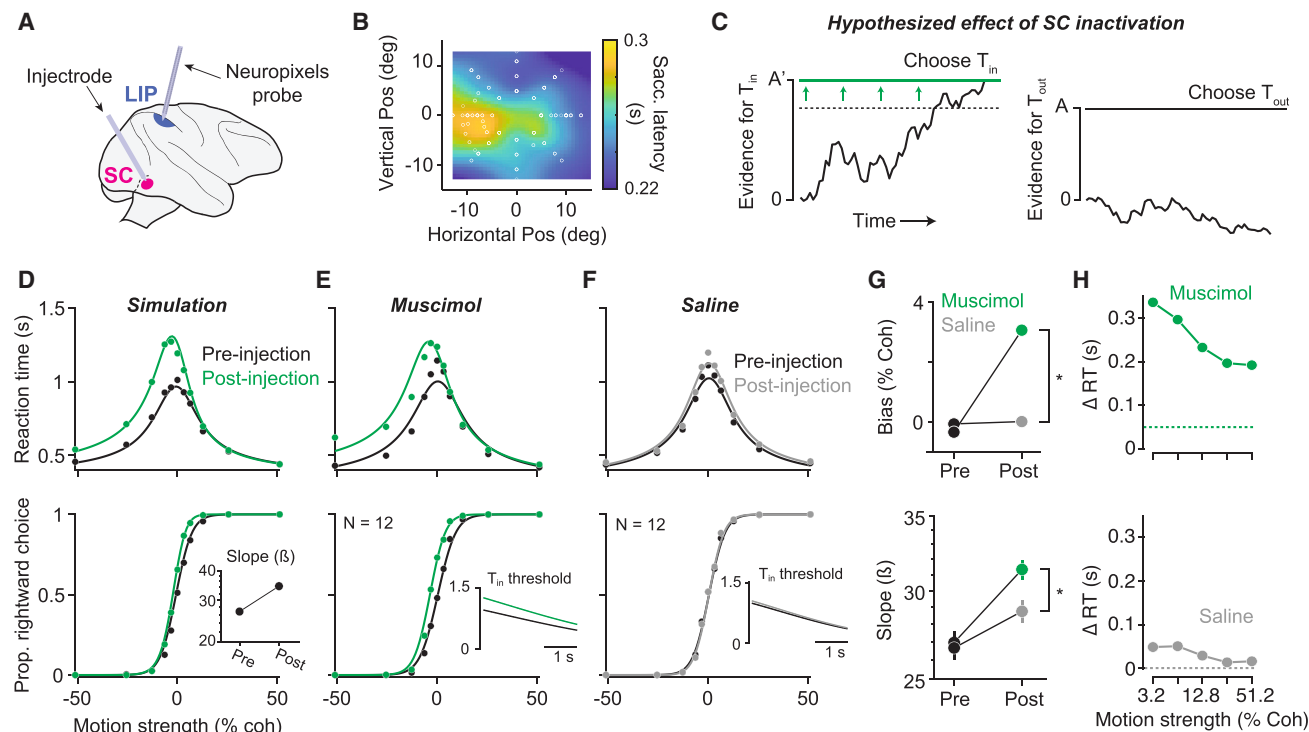 A
Injectrode
LIP
Neuropixels
probe
SC
B
Vertical Pos (deg)
10
0
-10
-10 0 10
Horizontal Pos (deg)
0.3
Sacc. latency
(s)
0.22
C
Hypothesized effect of SC inactivation
Evidence for Tin
A'
0
Choose Tin
Time
Evidence for Tout
A
0
Choose Tout
D
Simulation
Reaction time (s)
1.5
1
0.5
Pre-injection
Post-injection
-50 0 50
Prop. rightward choice
1
0.5
0
Slope (ß)
40
30
20
Pre Post
-50 0 50
Motion strength (% coh)
E
Muscimol
N = 12
Tin threshold
1.5
0
1 s
-50 0 50
F
Saline
Pre-injection
Post-injection
N = 12
Tin threshold
1.5
0
1 s
-50 0 50
G
Muscimol
Saline
Bias (% Coh)
4
2
0
*
Pre Post
Slope (ß)
35
30
25
*
Pre Post
H
Muscimol
Δ RT (s)
0.3
0.2
0.1
0
Saline
Δ RT (s)
0.3
0.2
0.1
0
3.2 12.8 51.2
Motion strength (% Coh)